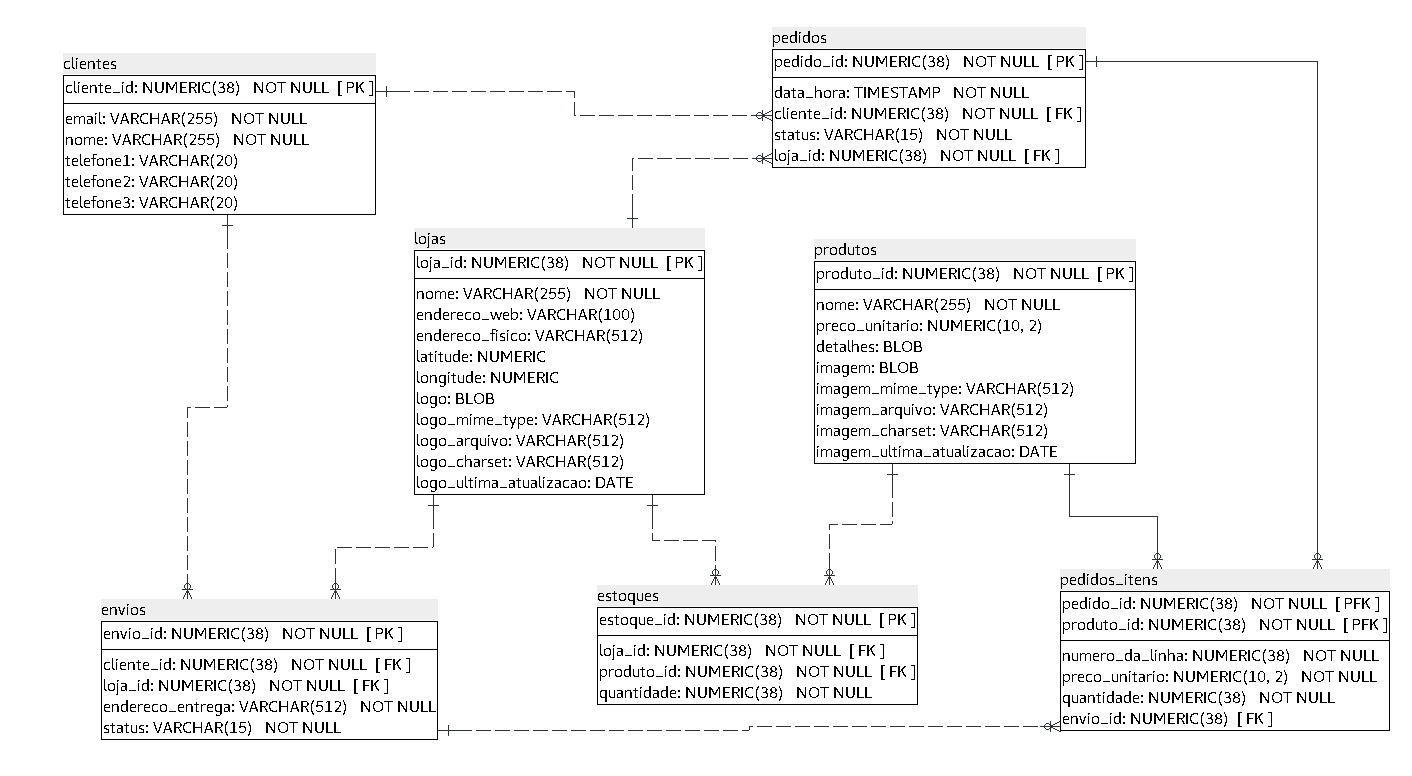 clientes
cliente_id: NUMERIC(38) NOT NULL [ PK ]
email: VARCHAR(255) NOT NULL
nome: VARCHAR(255) NOT NULL
telefone1: VARCHAR(20)
telefone2: VARCHAR(20)
telefone3: VARCHAR(20)
pedidos
pedido_id: NUMERIC(38) NOT NULL [ PK ]
data_hora: TIMESTAMP NOT NULL
cliente_id: NUMERIC(38) NOT NULL [ FK ]
status: VARCHAR(15) NOT NULL
loja_id: NUMERIC(38) NOT NULL [ FK ]
lojas
loja_id: NUMERIC(38) NOT NULL [ PK ]
nome: VARCHAR(255) NOT NULL
endereco_web: VARCHAR(100)
endereco_fisico: VARCHAR(512)
latitude: NUMERIC
longitude: NUMERIC
logo: BLOB
logo_mime_type: VARCHAR(512)
logo_arquivo: VARCHAR(512)
logo_charset: VARCHAR(512)
logo_ultima_atualizacao: DATE
produtos
produto_id: NUMERIC(38) NOT NULL [ PK ]
nome: VARCHAR(255) NOT NULL
preco_unitario: NUMERIC(10, 2)
detalhes: BLOB
imagem: BLOB
imagem_mime_type: VARCHAR(512)
imagem_arquivo: VARCHAR(512)
imagem_charset: VARCHAR(512)
imagem_ultima_atualizacao: DATE
envios
envio_id: NUMERIC(38) NOT NULL [ PK ]
cliente_id: NUMERIC(38) NOT NULL [ FK ]
loja_id: NUMERIC(38) NOT NULL [ FK ]
endereco_entrega: VARCHAR(512) NOT NULL
status: VARCHAR(15) NOT NULL
estoques
estoque_id: NUMERIC(38) NOT NULL [ PK ]
loja_id: NUMERIC(38) NOT NULL [ FK ]
produto_id: NUMERIC(38) NOT NULL [ FK ]
quantidade: NUMERIC(38) NOT NULL
pedidos_itens
pedido_id: NUMERIC(38) NOT NULL [ PFK ]
produto_id: NUMERIC(38) NOT NULL [ PFK ]
numero_da_linha: NUMERIC(38) NOT NULL
preco_unitario: NUMERIC(10, 2) NOT NULL
quantidade: NUMERIC(38) NOT NULL
envio_id: NUMERIC(38) [ FK ]